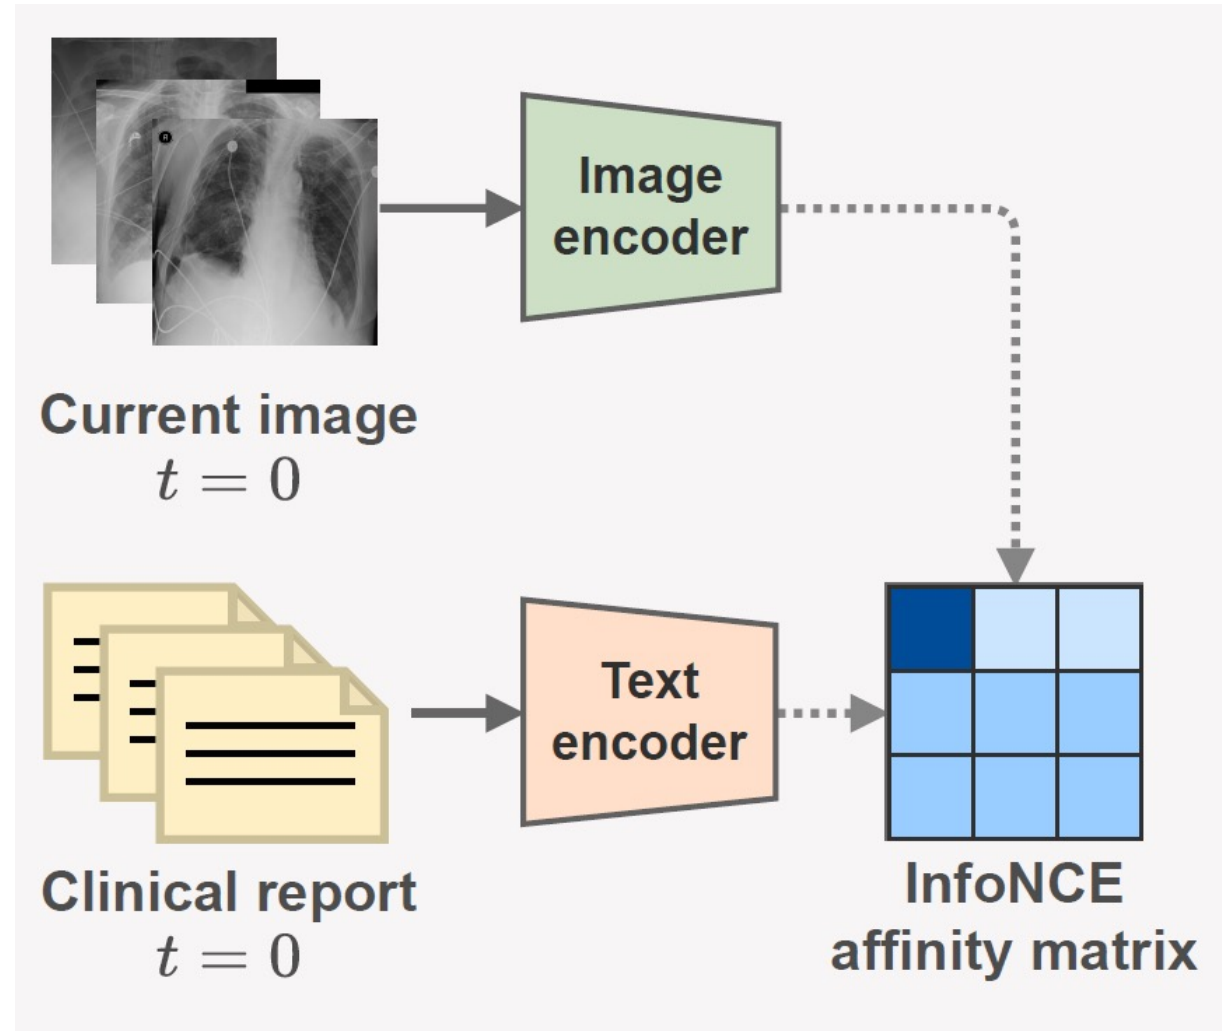 R
Image
encoder
Current image
t = 0
Text
encoder
Clinical report
t = 0
InfoNCE
affinity matrix